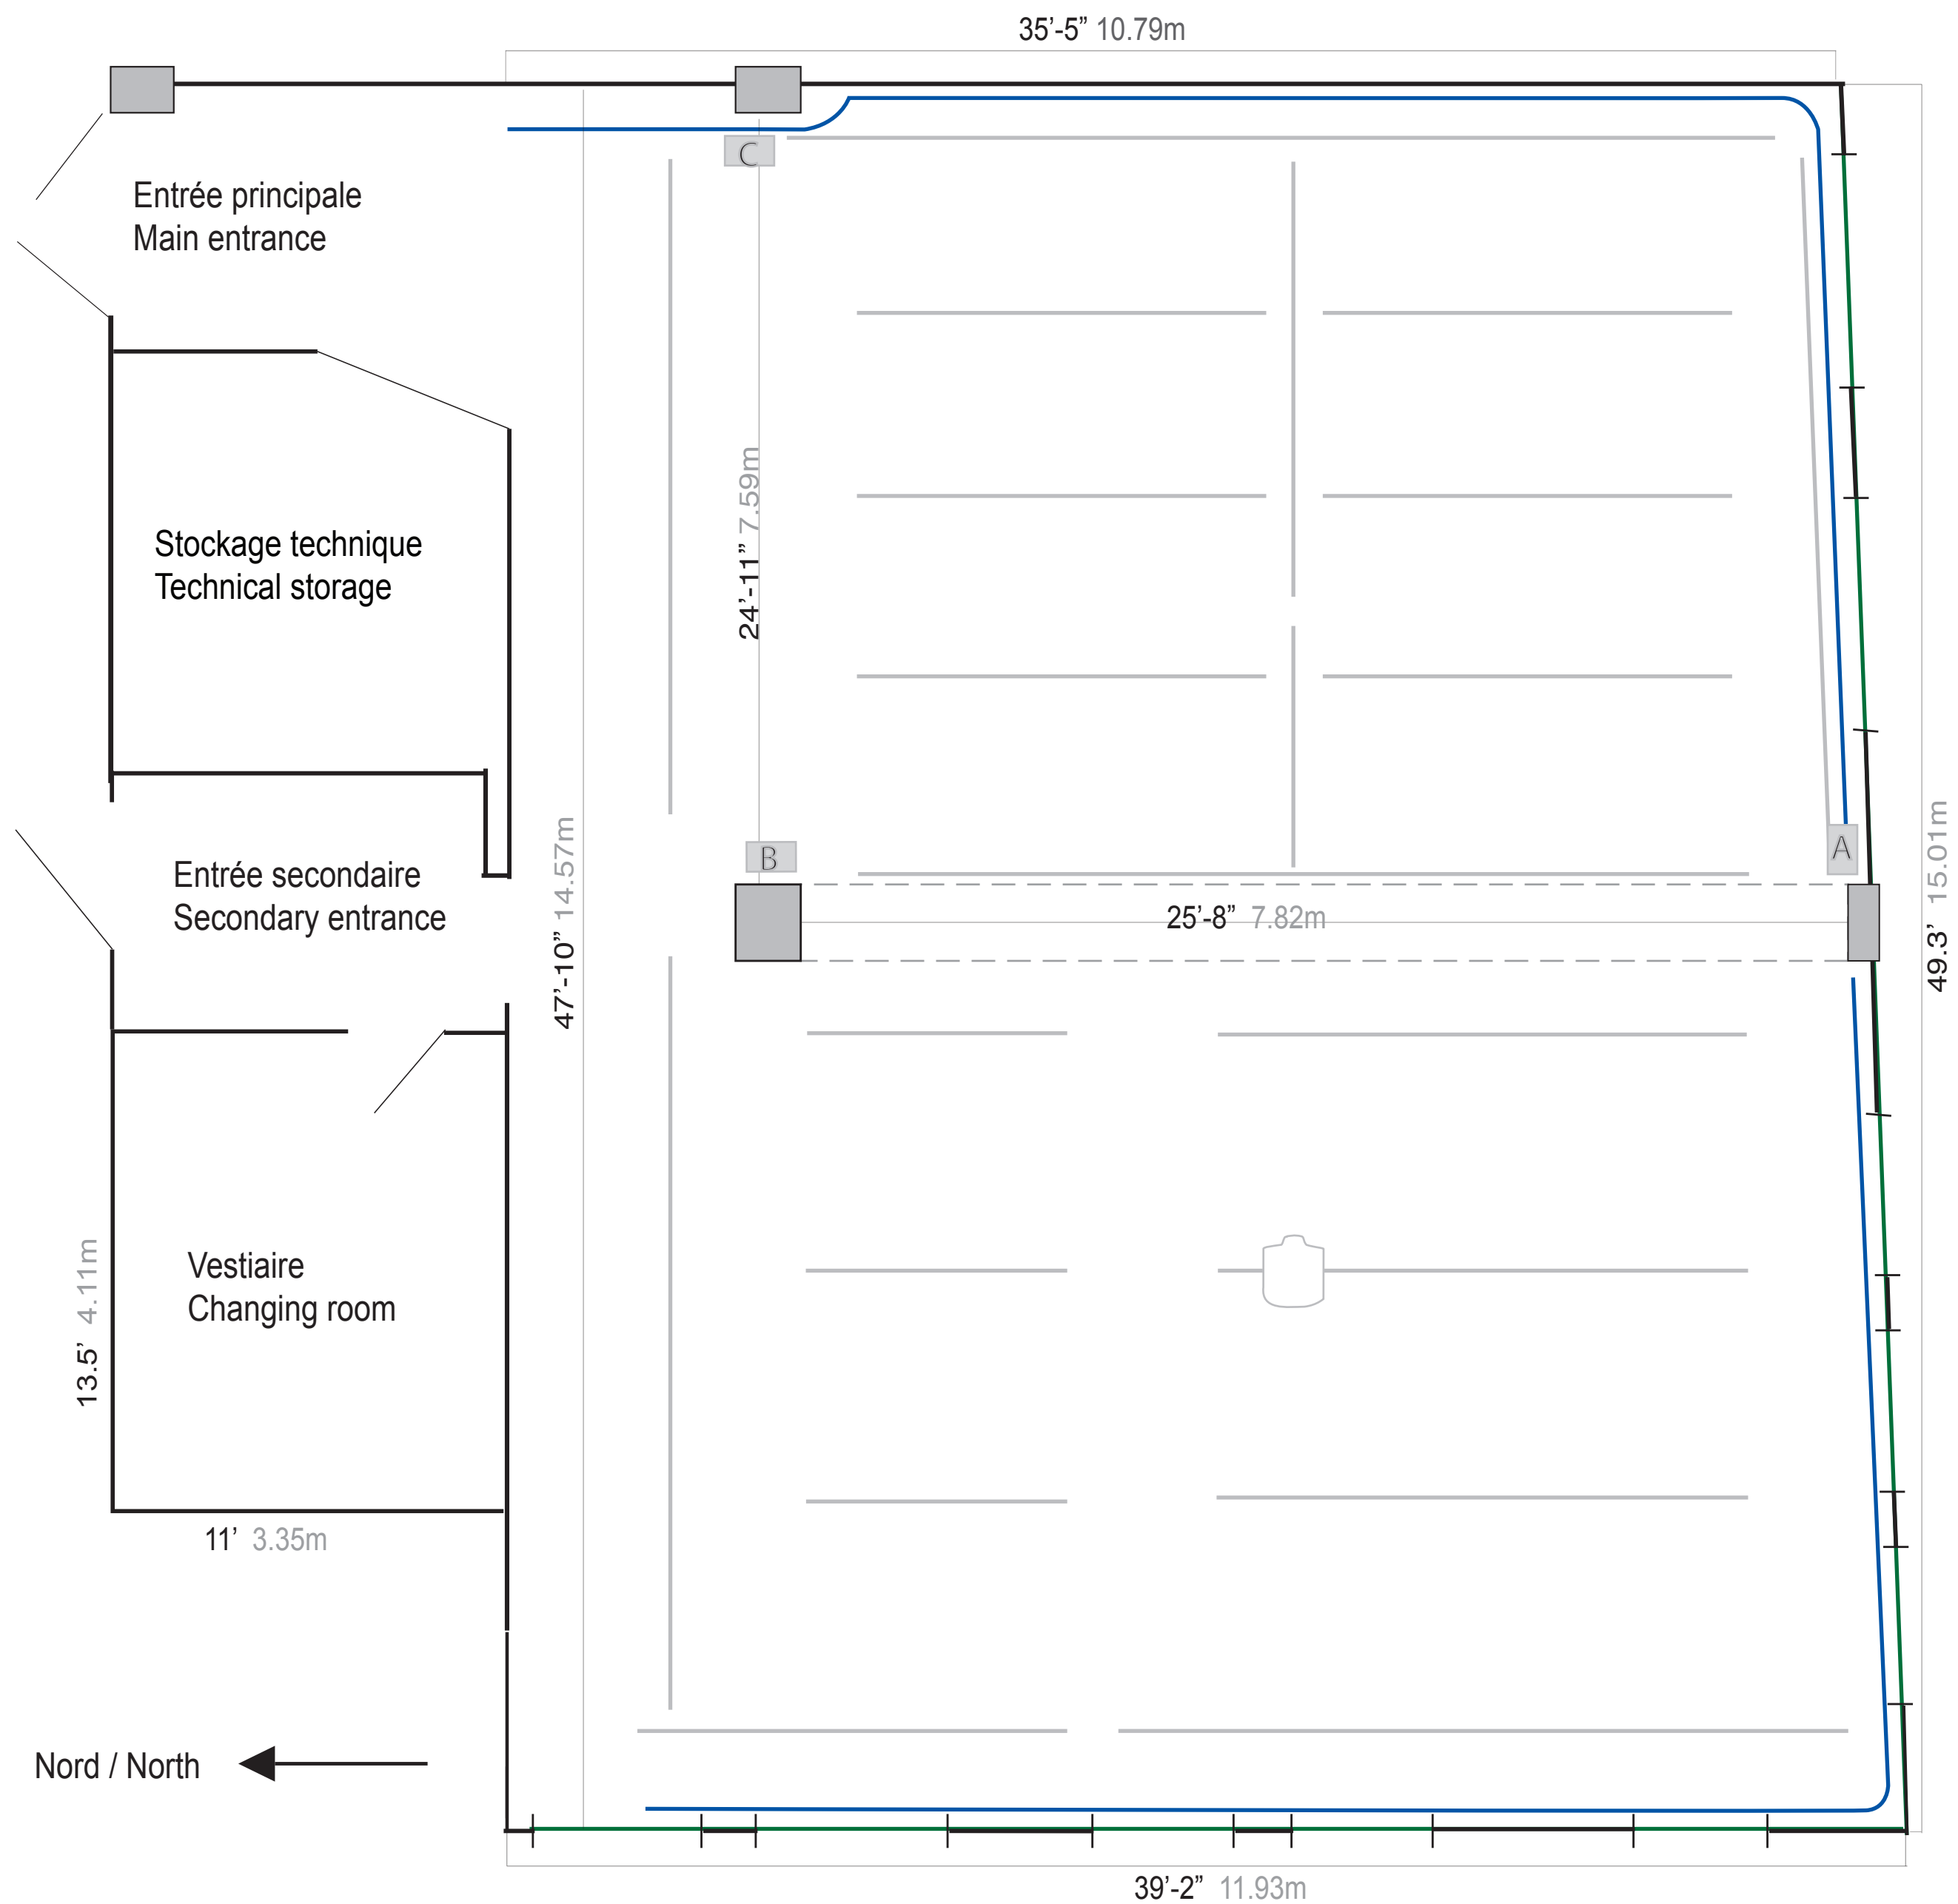 35’-5” 10.79m
C
Entrée principale
Main entrance
24’-11” 7.59m
Stockage technique
Technical storage
47’-10” 14.57m
B
A
49.3’ 15.01m
Entrée secondaire
Secondary entrance
25’-8” 7.82m
13.5’ 4.11m
Vestiaire
Changing room
11’ 3.35m
Nord / North
39’-2” 11.93m